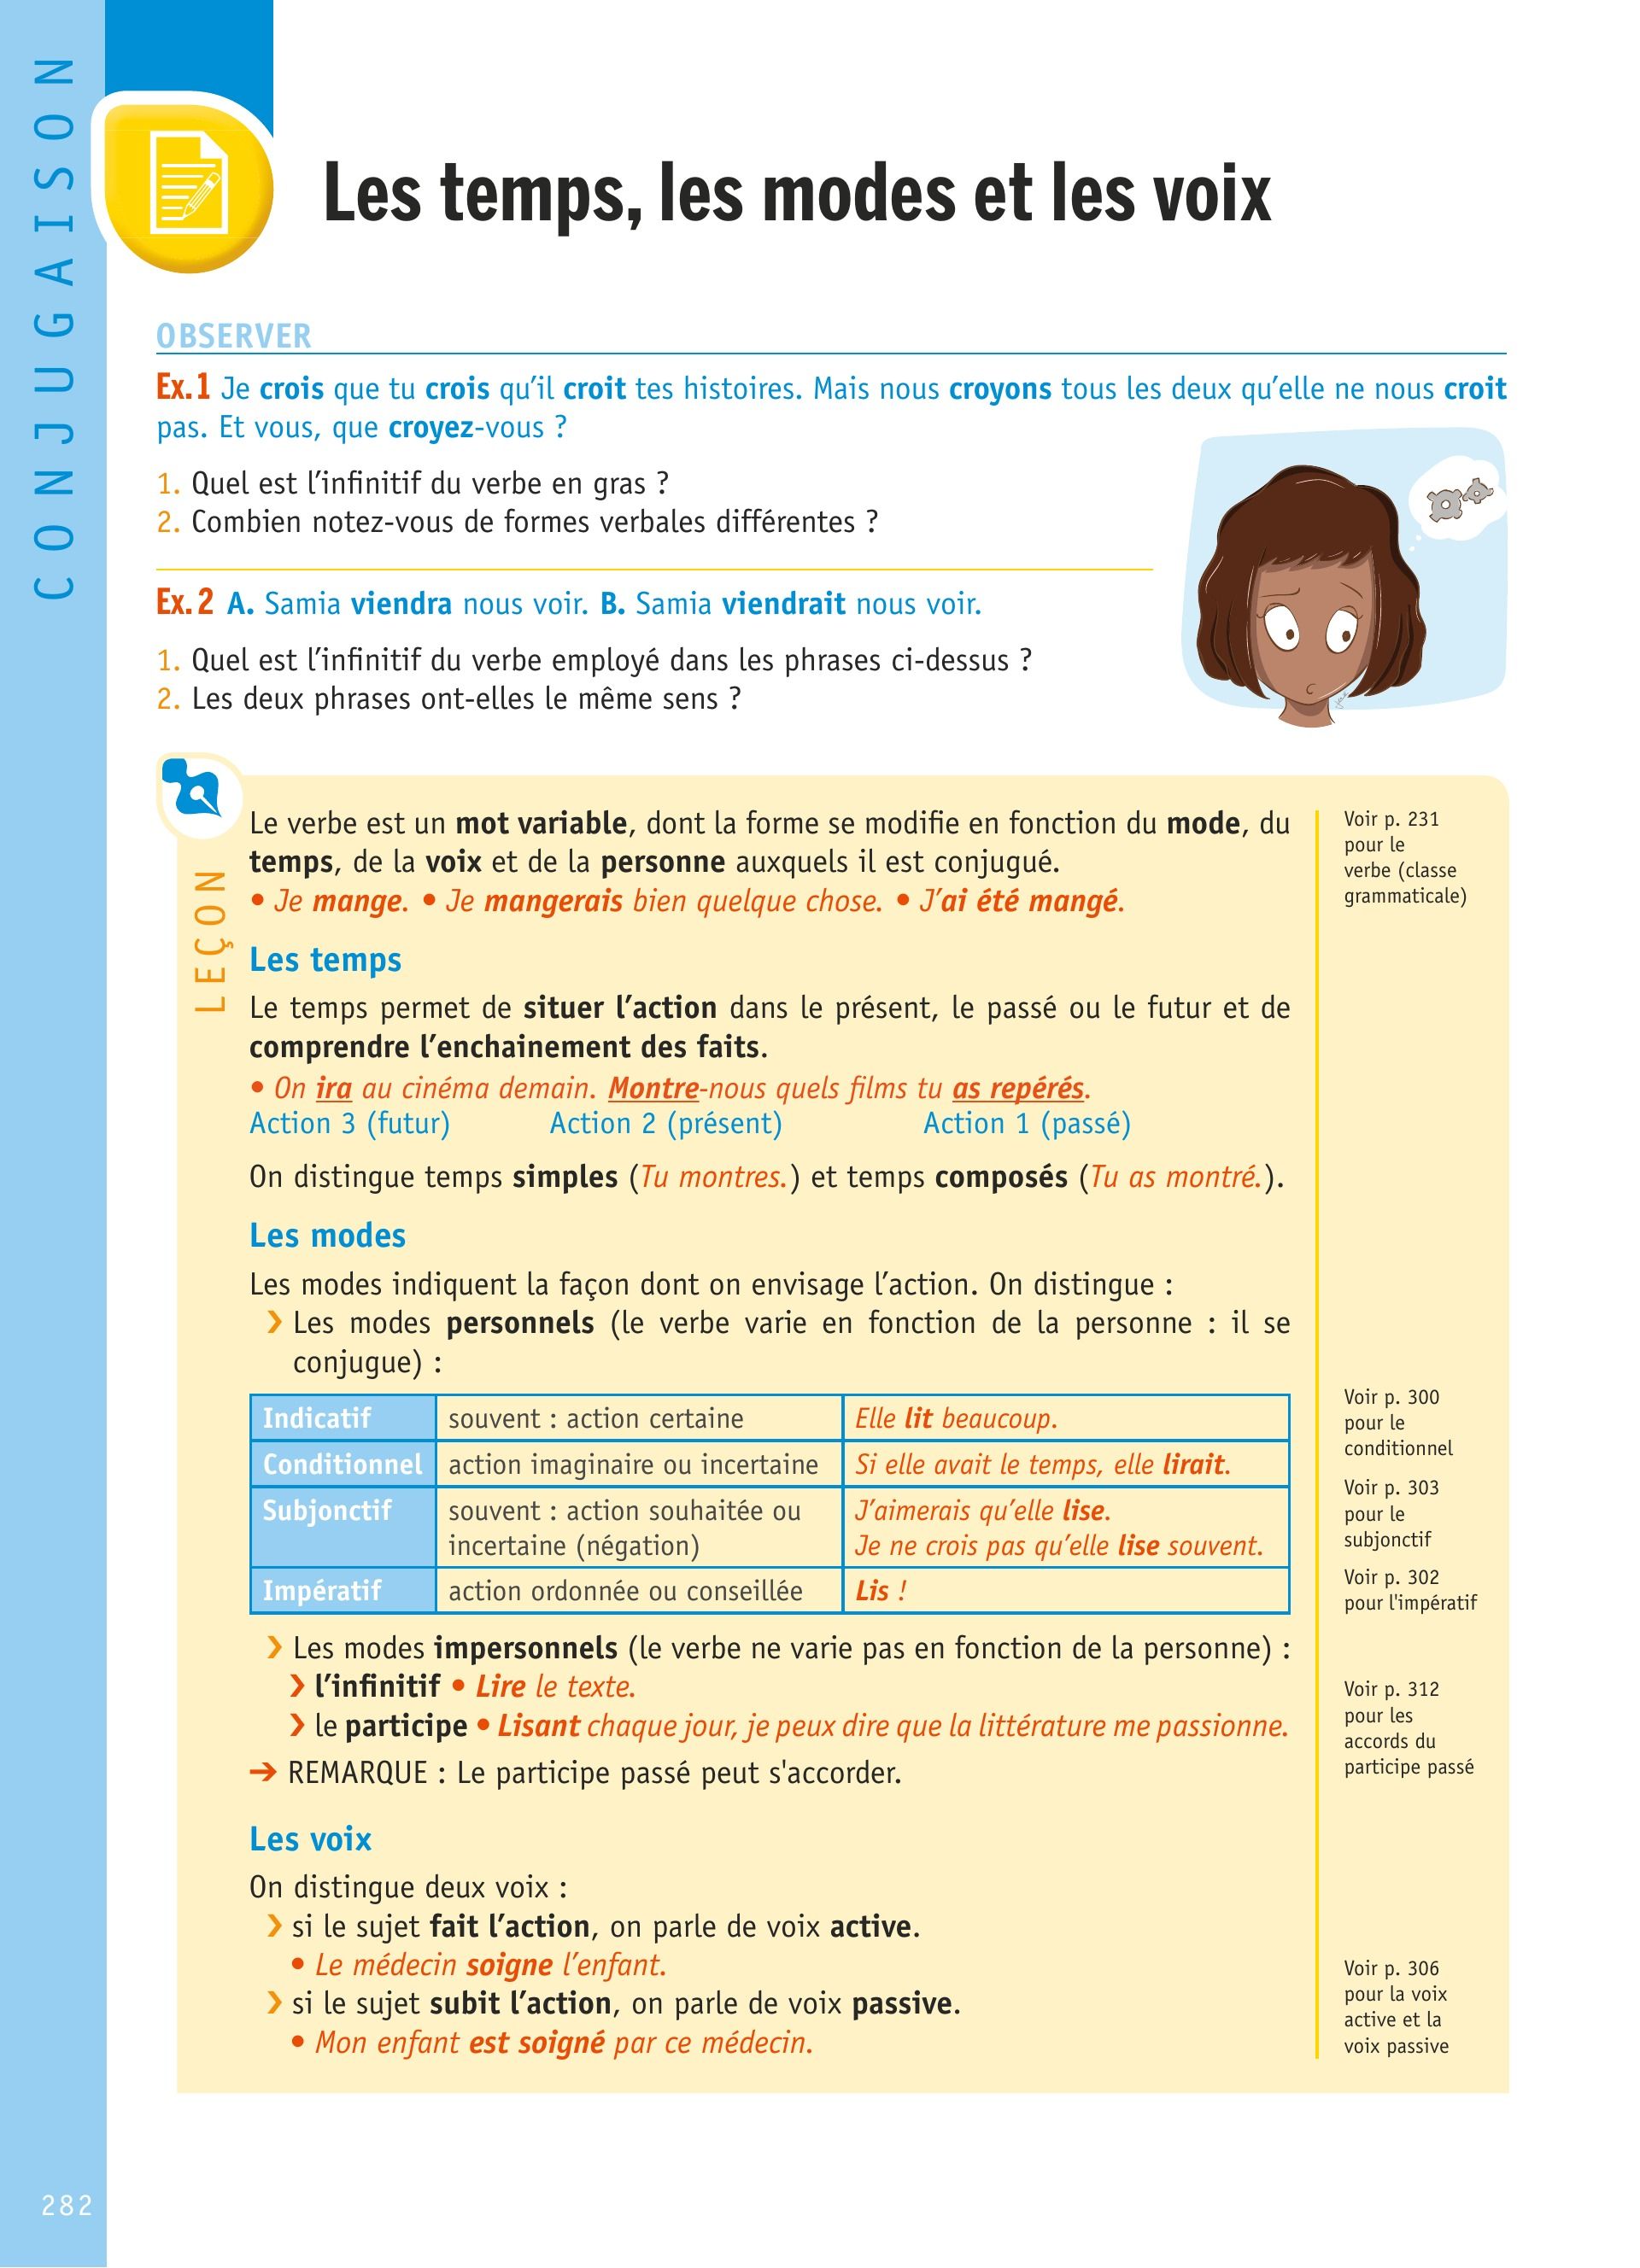 CONJUGAISON
Les temps, les modes et les voix
OBSERVER
Ex.1 Je crois que tu crois qu’il croit tes histoires. Mais nous croyons tous les deux qu’elle ne nous croit
pas. Et vous, que croyez-vous ?
1. Quel est l’infinitif du verbe en gras ?
2. Combien notez-vous de formes verbales différentes ?
Ex.2 A. Samia viendra nous voir. B. Samia viendrait nous voir.
1. Quel est l’infinitif du verbe employé dans les phrases ci-dessus ?
2. Les deux phrases ont-elles le même sens ?
LEÇON
Le verbe est un mot variable, dont la forme se modifie en fonction du mode, du
temps, de la voix et de la personne auxquels il est conjugué.
• Je mange. • Je mangerais bien quelque chose. • J’ai été mangé.
Voir p. 231
pour le
verbe (classe
grammaticale)
Les temps
Le temps permet de situer l’action dans le présent, le passé ou le futur et de
comprendre l’enchainement des faits.
• On ira au cinéma demain. Montre-nous quels films tu as repérés.
Action 3 (futur) Action 2 (présent) Action 1 (passé)
On distingue temps simples (Tu montres.) et temps composés (Tu as montré.).
Les modes
Les modes indiquent la façon dont on envisage l’action. On distingue :
› Les modes personnels (le verbe varie en fonction de la personne : il se
conjugue) :
Indicatif souvent : action certaine Elle lit beaucoup.
Conditionnel action imaginaire ou incertaine Si elle avait le temps, elle lirait.
Subjonctif souvent : action souhaitée ou J’aimerais qu’elle lise.
incertaine (négation) Je ne crois pas qu’elle lise souvent.
Impératif action ordonnée ou conseillée Lis !
Voir p. 300
pour le
conditionnel
Voir p. 303
pour le
subjonctif
Voir p. 302
pour l'impératif
› Les modes impersonnels (le verbe ne varie pas en fonction de la personne) :
› l’infinitif • Lire le texte.
› le participe • Lisant chaque jour, je peux dire que la littérature me passionne.
➔ REMARQUE : Le participe passé peut s'accorder.
Voir p. 312
pour les
accords du
participe passé
Les voix
On distingue deux voix :
› si le sujet fait l’action, on parle de voix active.
• Le médecin soigne l’enfant.
› si le sujet subit l’action, on parle de voix passive.
• Mon enfant est soigné par ce médecin.
Voir p. 306
pour la voix
active et la
voix passive
282